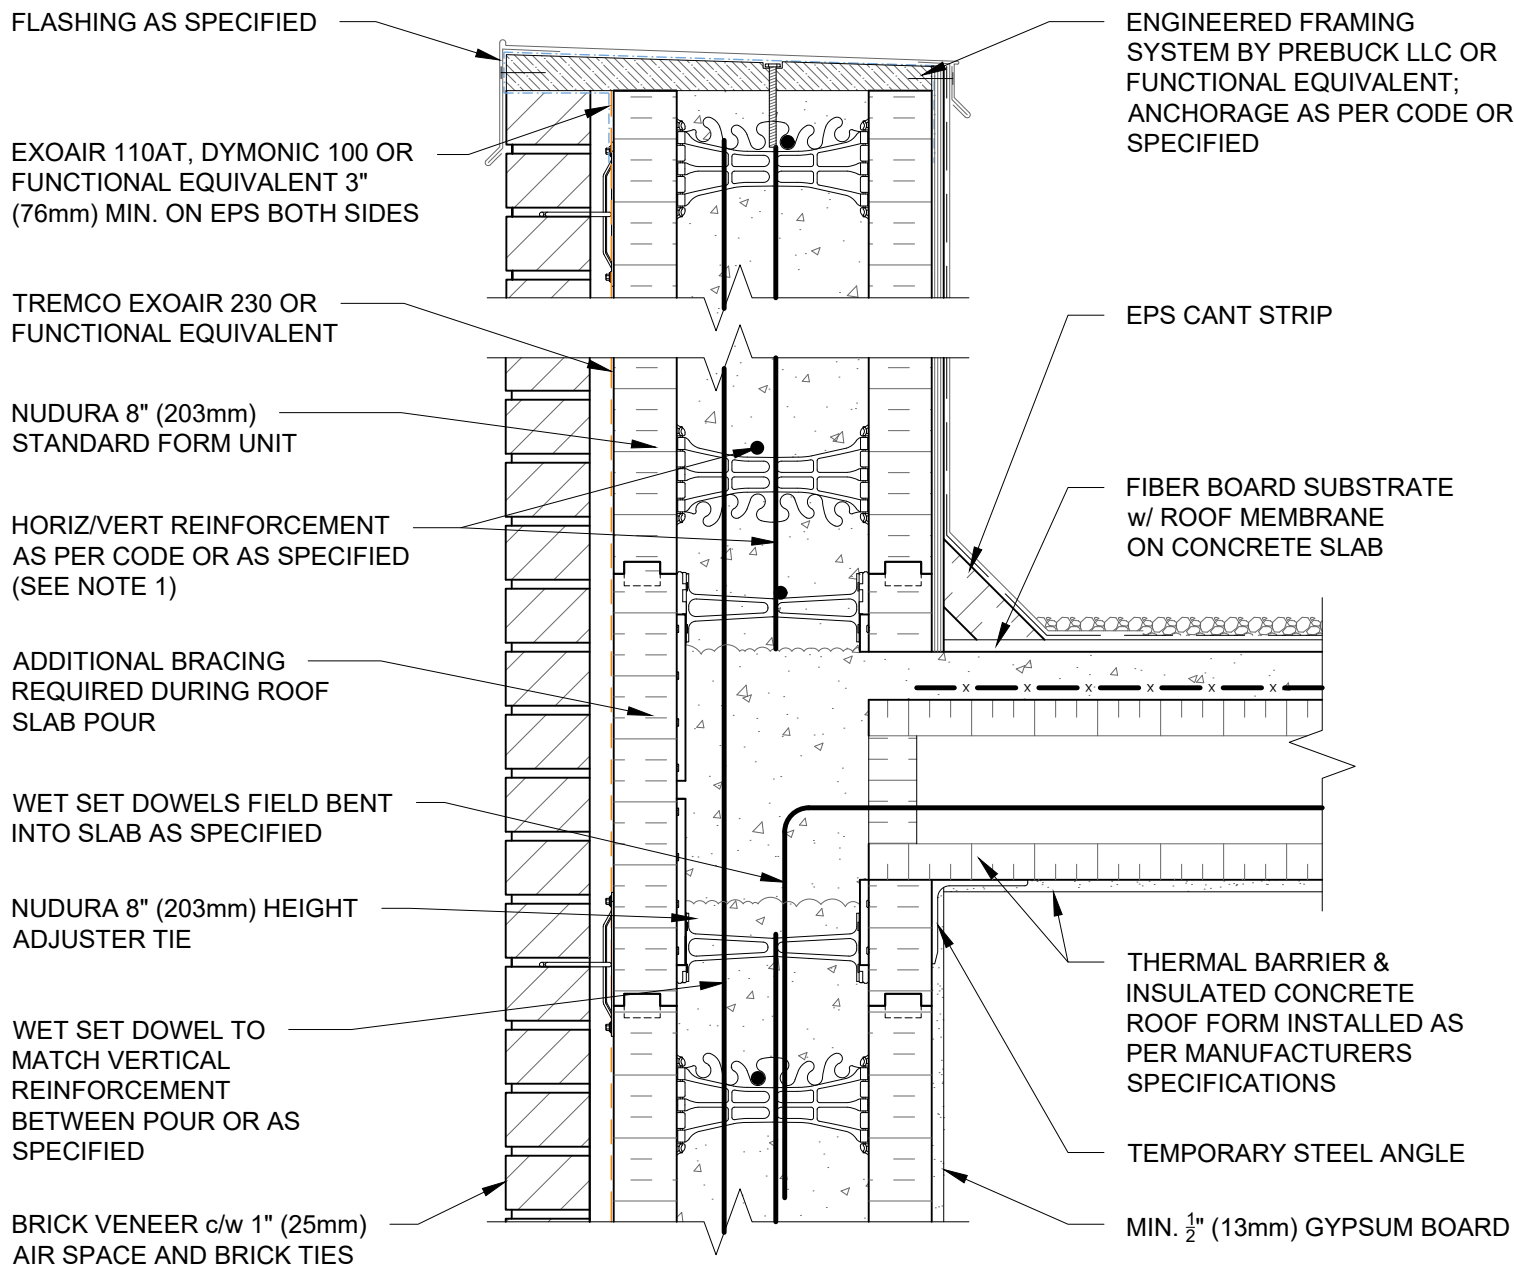 FLASHING AS SPECIFIED
EXOAIR 110AT, DYMONIC 100 OR
FUNCTIONAL EQUIVALENT 3"
(76mm) MIN. ON EPS BOTH SIDES
TREMCO EXOAIR 230 OR
FUNCTIONAL EQUIVALENT
NUDURA 8" (203mm)
STANDARD FORM UNIT
HORIZ/VERT REINFORCEMENT
AS PER CODE OR AS SPECIFIED
(SEE NOTE 1)
ADDITIONAL BRACING
REQUIRED DURING ROOF
SLAB POUR
WET SET DOWELS FIELD BENT
INTO SLAB AS SPECIFIED
NUDURA 8" (203mm) HEIGHT
ADJUSTER TIE
WET SET DOWEL TO
MATCH VERTICAL
REINFORCEMENT
BETWEEN POUR OR AS
SPECIFIED
BRICK VENEER c/w 1" (25mm)
AIR SPACE AND BRICK TIES
ENGINEERED FRAMING
SYSTEM BY PREBUCK LLC OR
FUNCTIONAL EQUIVALENT;
ANCHORAGE AS PER CODE OR
SPECIFIED
EPS CANT STRIP
FIBER BOARD SUBSTRATE
w/ ROOF MEMBRANE
ON CONCRETE SLAB
x x x x x x
THERMAL BARRIER &
INSULATED CONCRETE
ROOF FORM INSTALLED AS
PER MANUFACTURERS
SPECIFICATIONS
TEMPORARY STEEL ANGLE
MIN. ½" (13mm) GYPSUM BOARD